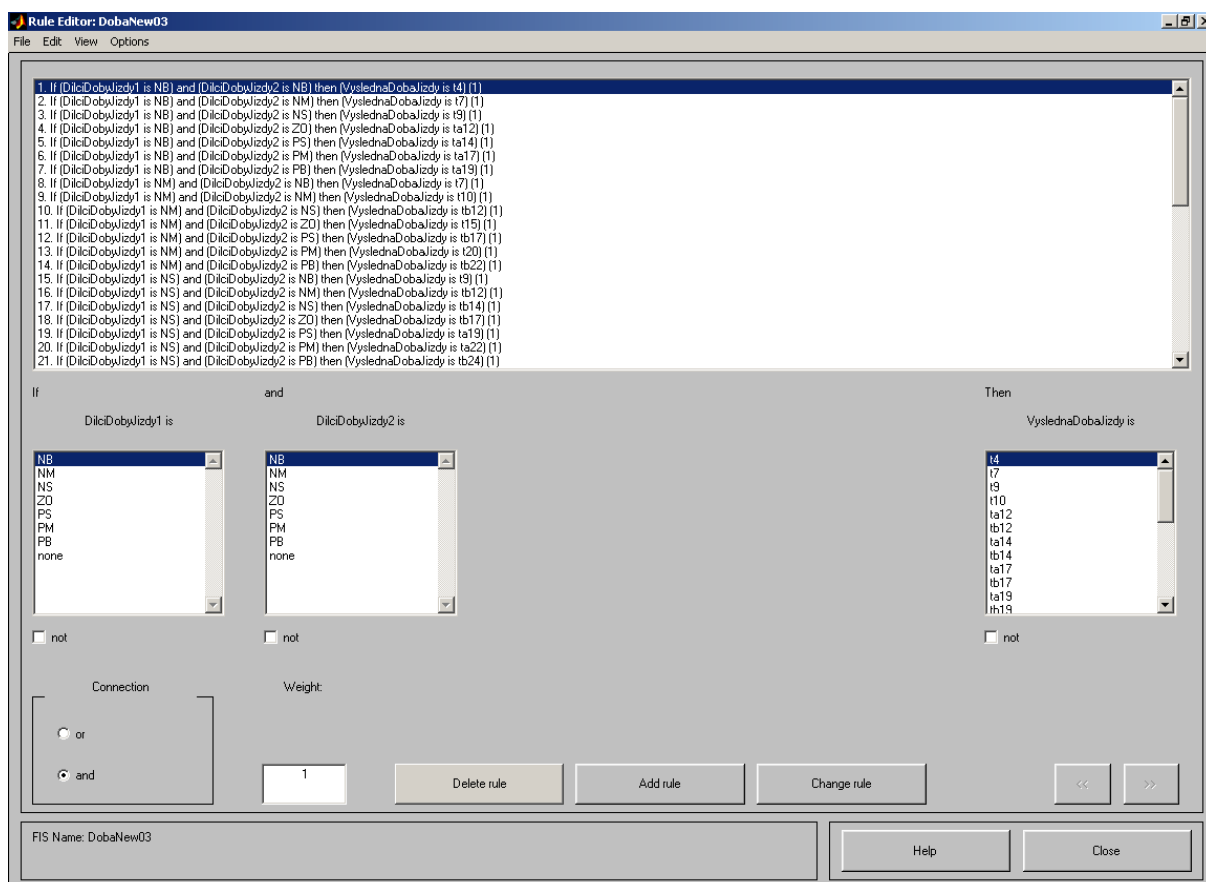 Rule Editor: DobaNew03
File Edit View Options
1. If (DilciDobyJizdy1 is NB) and (DilciDobyJizdy2 is NB) then (VyslednaDobaJizdy is t4) (1)
2. If (DilciDobyJizdy1 is NB) and (DilciDobyJizdy2 is NM) then (VyslednaDobaJizdy is t7) (1)
3. If (DilciDobyJizdy1 is NB) and (DilciDobyJizdy2 is NS) then (VyslednaDobaJizdy is t9) (1)
4. If (DilciDobyJizdy1 is NB) and (DilciDobyJizdy2 is ZO) then (VyslednaDobaJizdy is ta12) (1)
5. If (DilciDobyJizdy1 is NB) and (DilciDobyJizdy2 is PS) then (VyslednaDobaJizdy is ta14) (1)
6. If (DilciDobyJizdy1 is NB) and (DilciDobyJizdy2 is PM) then (VyslednaDobaJizdy is ta17) (1)
7. If (DilciDobyJizdy1 is NB) and (DilciDobyJizdy2 is PB) then (VyslednaDobaJizdy is ta19) (1)
8. If (DilciDobyJizdy1 is NM) and (DilciDobyJizdy2 is NB) then (VyslednaDobaJizdy is t7) (1)
9. If (DilciDobyJizdy1 is NM) and (DilciDobyJizdy2 is NM) then (VyslednaDobaJizdy is t10) (1)
10. If (DilciDobyJizdy1 is NM) and (DilciDobyJizdy2 is NS) then (VyslednaDobaJizdy is tb12) (1)
11. If (DilciDobyJizdy1 is NM) and (DilciDobyJizdy2 is ZO) then (VyslednaDobaJizdy is t15) (1)
12. If (DilciDobyJizdy1 is NM) and (DilciDobyJizdy2 is PS) then (VyslednaDobaJizdy is tb17) (1)
13. If (DilciDobyJizdy1 is NM) and (DilciDobyJizdy2 is PM) then (VyslednaDobaJizdy is t20) (1)
14. If (DilciDobyJizdy1 is NM) and (DilciDobyJizdy2 is PB) then (VyslednaDobaJizdy is tb22) (1)
15. If (DilciDobyJizdy1 is NS) and (DilciDobyJizdy2 is NB) then (VyslednaDobaJizdy is t9) (1)
16. If (DilciDobyJizdy1 is NS) and (DilciDobyJizdy2 is NM) then (VyslednaDobaJizdy is tb12) (1)
17. If (DilciDobyJizdy1 is NS) and (DilciDobyJizdy2 is NS) then (VyslednaDobaJizdy is tb14) (1)
18. If (DilciDobyJizdy1 is NS) and (DilciDobyJizdy2 is ZO) then (VyslednaDobaJizdy is tb17) (1)
19. If (DilciDobyJizdy1 is NS) and (DilciDobyJizdy2 is PS) then (VyslednaDobaJizdy is ta19) (1)
20. If (DilciDobyJizdy1 is NS) and (DilciDobyJizdy2 is PM) then (VyslednaDobaJizdy is ta22) (1)
21. If (DilciDobyJizdy1 is NS) and (DilciDobyJizdy2 is PB) then (VyslednaDobaJizdy is tb24) (1)
If and Then
DilciDobyJizdy1 is
NB
NM
NS
ZO
PS
PM
PB
none
not
DilciDobyJizdy2 is
NB
NM
NS
ZO
PS
PM
PB
none
not
VyslednaDobaJizdy is
t4
t7
t9
t10
ta12
tb12
ta14
tb14
ta17
tb17
ta19
tb19
not
Connection
or
and
Weight:
1
Delete rule
Add rule
Change rule
<<
>>
FIS Name: DobaNew03
Help
Close